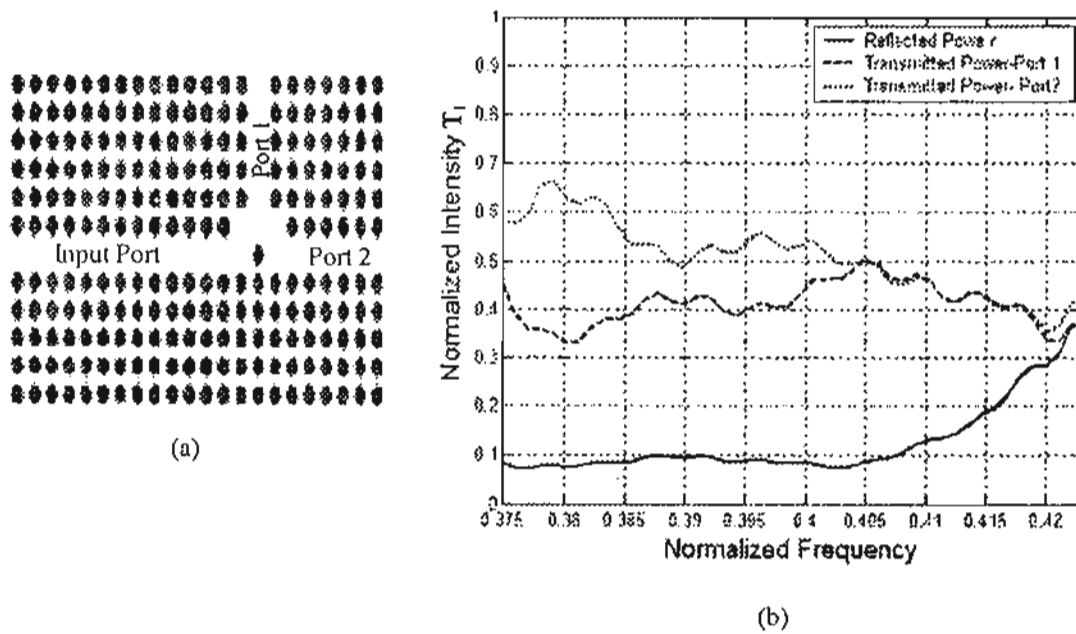 Port 1
Input Port
Port 2
(a)
Reflected Power
Transmitted Power-Port 1
Transmitted Power- Port2
Normalized Intensity T_I
1
0.9
0.8
0.7
0.6
0.5
0.4
0.3
0.2
0.1
0
0.375
0.38
0.385
0.39
0.395
0.4
0.405
0.41
0.415
0.42
Normalized Frequency
(b)